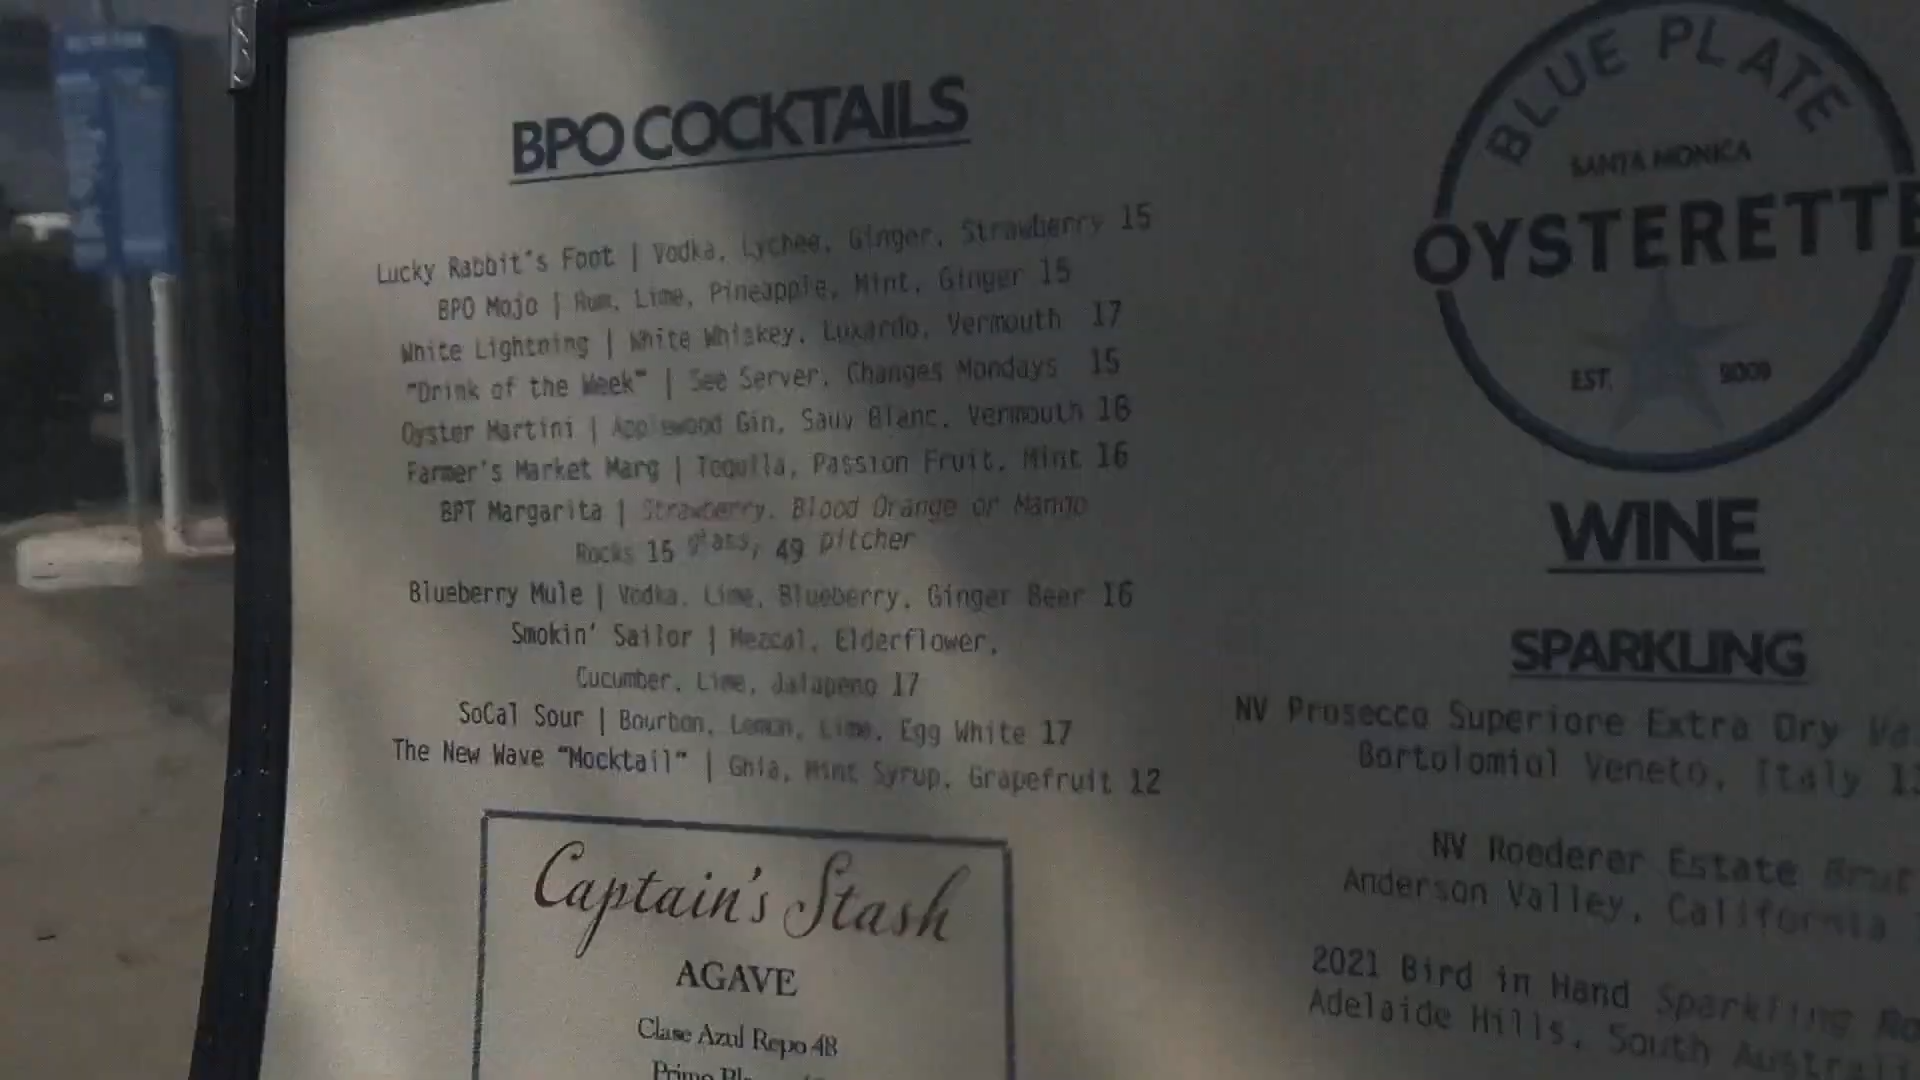 BPO COCKTAILS
Lucky Rabbit's Foot | Vodka, Lychee, Ginger, Strawberry 15
BPO Mojo | Rum, Lime, Pineapple, Mint, Ginger 15
White Lightning | White Whiskey, Luxardo, Vermouth 17
"Drink of the Week" | See Server, Changes Mondays 15
Oyster Martini | Applewood Gin, Sauv Blanc, Vermouth 16
Farmer's Market Marg | Tequila, Passion Fruit, Mint 16
BPT Margarita | Strawberry, Blood Orange or Mango
Rocks 15 glass, 49 pitcher
Blueberry Mule | Vodka, Lime, Blueberry, Ginger Beer 16
Smokin' Sailor | Mezcal, Elderflower,
Cucumber, Lime, Jalapeno 17
SoCal Sour | Bourbon, Lemon, Lime, Egg White 17
The New Wave "Mocktail" | Ghia, Mint Syrup, Grapefruit 12
Captain's Stash
AGAVE
Clase Azul Repo 48
BLUE PLATE
SANTA MONICA
OYSTERETTE
EST. 2009
WINE
SPARKLING
NV Prosecco Superiore Extra Dry
Bortolomiol Veneto, Italy
NV Roederer Estate Brut
Anderson Valley, California
2021 Bird in Hand Sparkling
Adelaide Hills, South